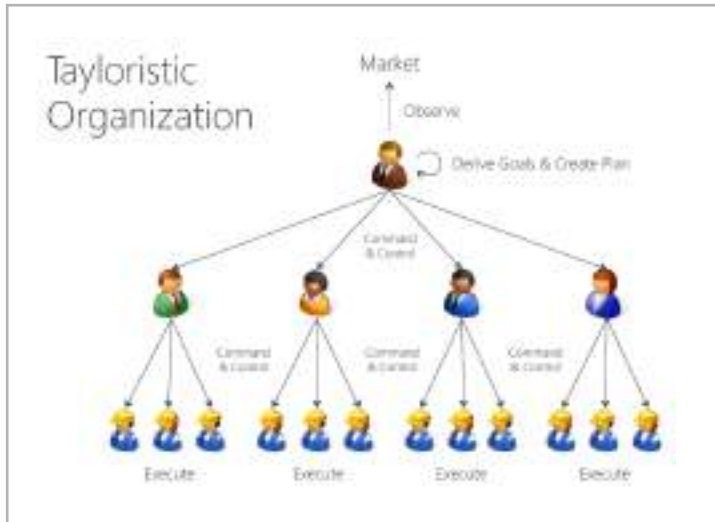 Tayloristic
Organization
Market
Observe
Derive Goals & Create Plan
Command
& Control
Command
& Control
Command
& Control
Command
& Control
Execute
Execute
Execute
Execute